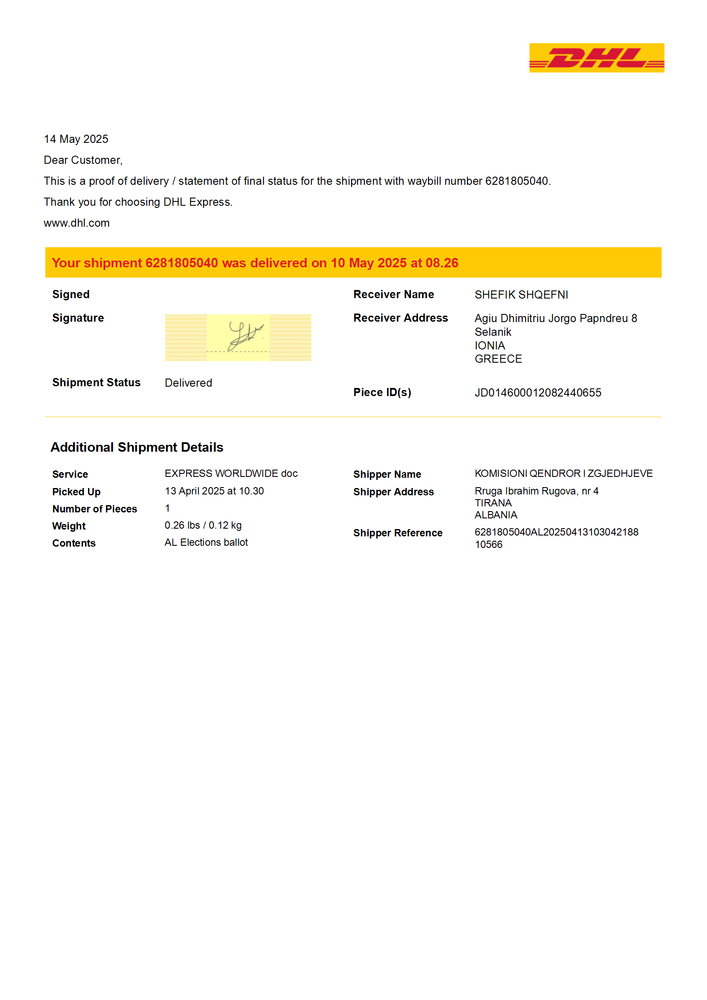 DHL
14 May 2025
Dear Customer,
This is a proof of delivery / statement of final status for the shipment with waybill number 6281805040.
Thank you for choosing DHL Express.
www.dhl.com
Your shipment 6281805040 was delivered on 10 May 2025 at 08.26
Signed
Receiver Name SHEFIK SHQEFNI
Signature
Receiver Address Agiu Dhimitriu Jorgo Papndreu 8
Selanik
IONIA
GREECE
Shipment Status Delivered
Piece ID(s) JD014600012082440655
Additional Shipment Details
Service EXPRESS WORLDWIDE doc
Picked Up 13 April 2025 at 10.30
Number of Pieces 1
Weight 0.26 lbs / 0.12 kg
Contents AL Elections ballot
Shipper Name KOMISIONI QENDROR I ZGJEDHJEVE
Shipper Address Rruga Ibrahim Rugova, nr 4
TIRANA
ALBANIA
Shipper Reference 6281805040AL20250413103042188
10566